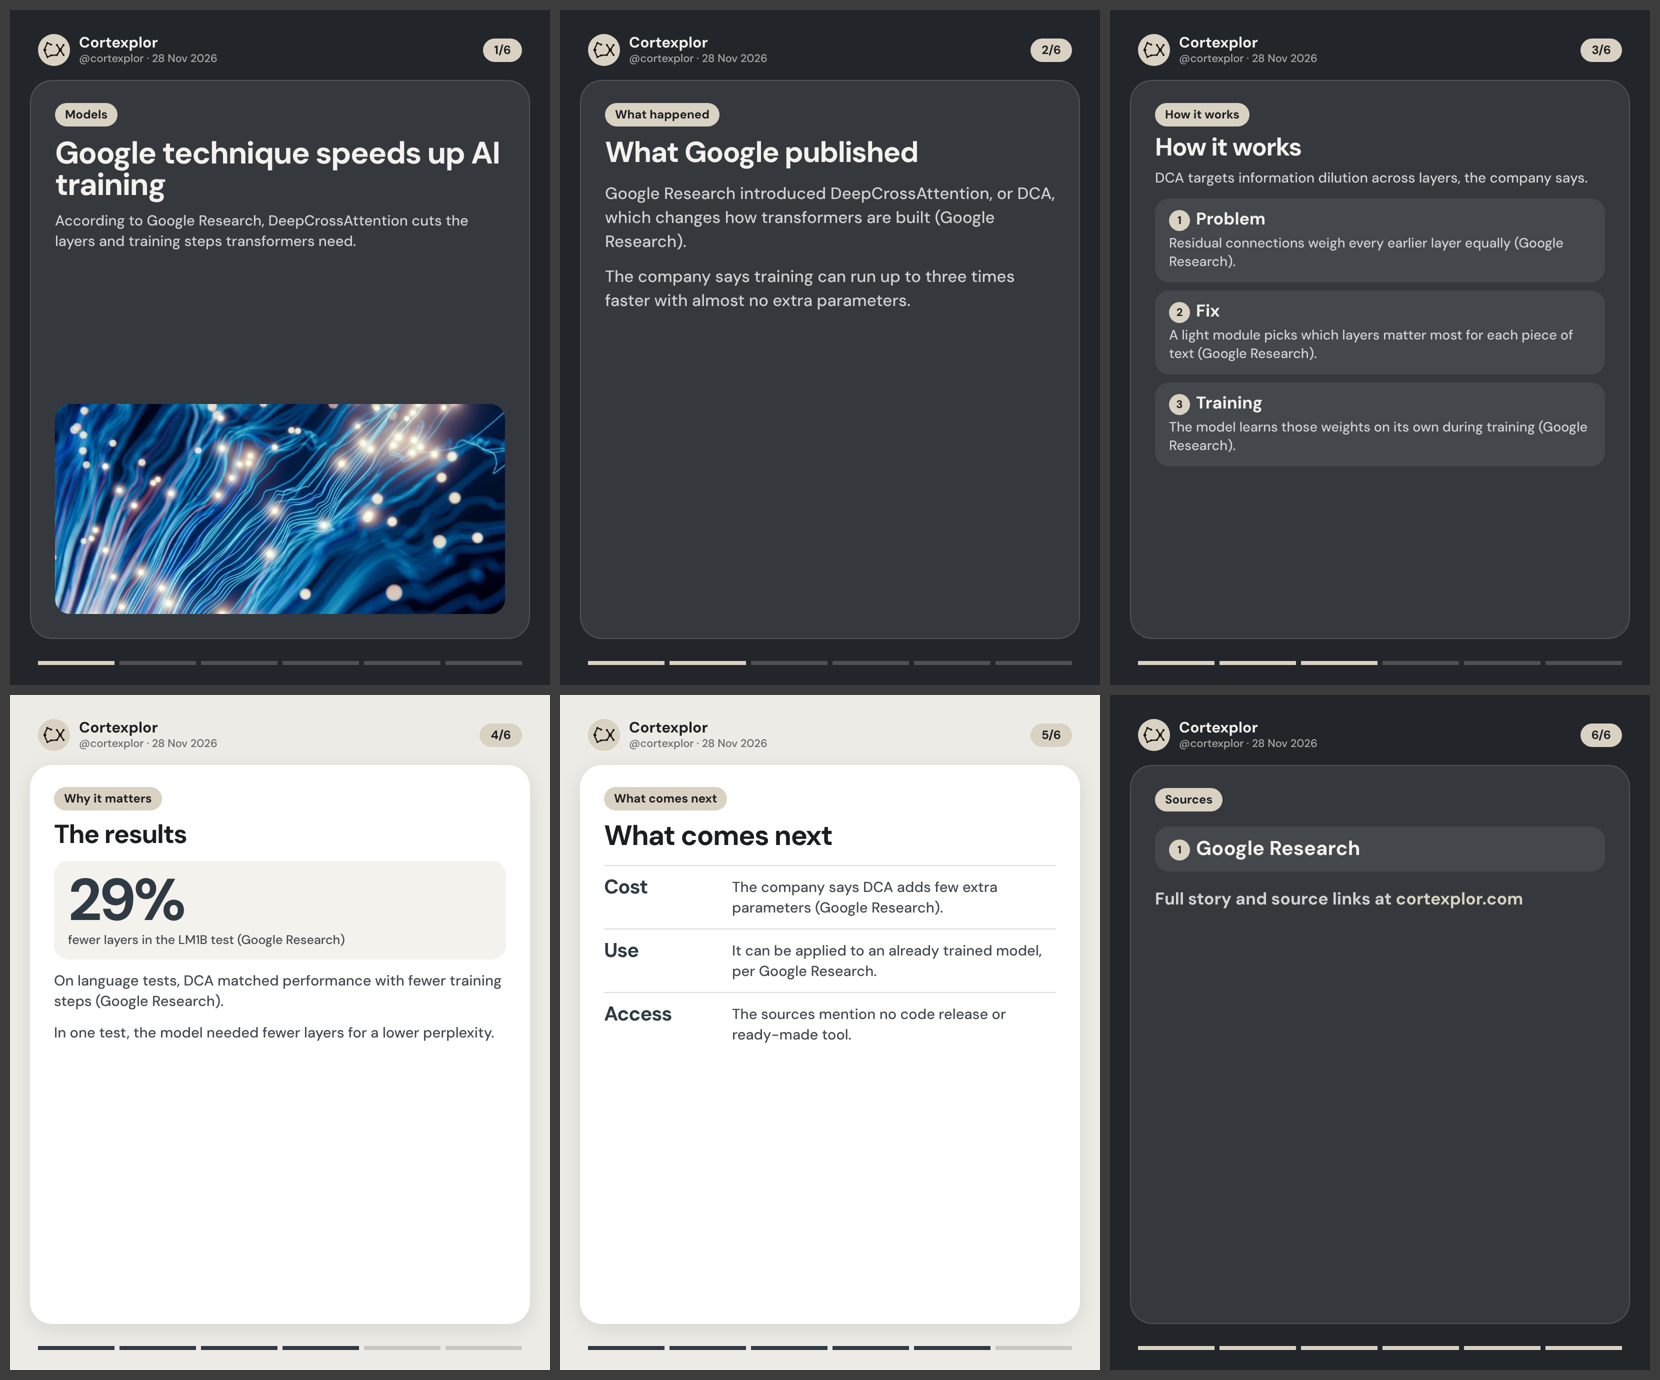 Cortexplor
@cortexplor · 28 Nov 2026
1/6
Models
Google technique speeds up AI
training
According to Google Research, DeepCrossAttention cuts the
layers and training steps transformers need.
Cortexplor
@cortexplor · 28 Nov 2026
2/6
What happened
What Google published
Google Research introduced DeepCrossAttention, or DCA,
which changes how transformers are built (Google
Research).
The company says training can run up to three times
faster with almost no extra parameters.
Cortexplor
@cortexplor · 28 Nov 2026
3/6
How it works
How it works
DCA targets information dilution across layers, the company says.
1 Problem
Residual connections weigh every earlier layer equally (Google
Research).
2 Fix
A light module picks which layers matter most for each piece of
text (Google Research).
3 Training
The model learns those weights on its own during training (Google
Research).
Cortexplor
@cortexplor · 28 Nov 2026
4/6
Why it matters
The results
29%
fewer layers in the LM1B test (Google Research)
On language tests, DCA matched performance with fewer training
steps (Google Research).
In one test, the model needed fewer layers for a lower perplexity.
Cortexplor
@cortexplor · 28 Nov 2026
5/6
What comes next
What comes next
Cost
The company says DCA adds few extra
parameters (Google Research).
Use
It can be applied to an already trained model,
per Google Research.
Access
The sources mention no code release or
ready-made tool.
Cortexplor
@cortexplor · 28 Nov 2026
6/6
Sources
1 Google Research
Full story and source links at cortexplor.com